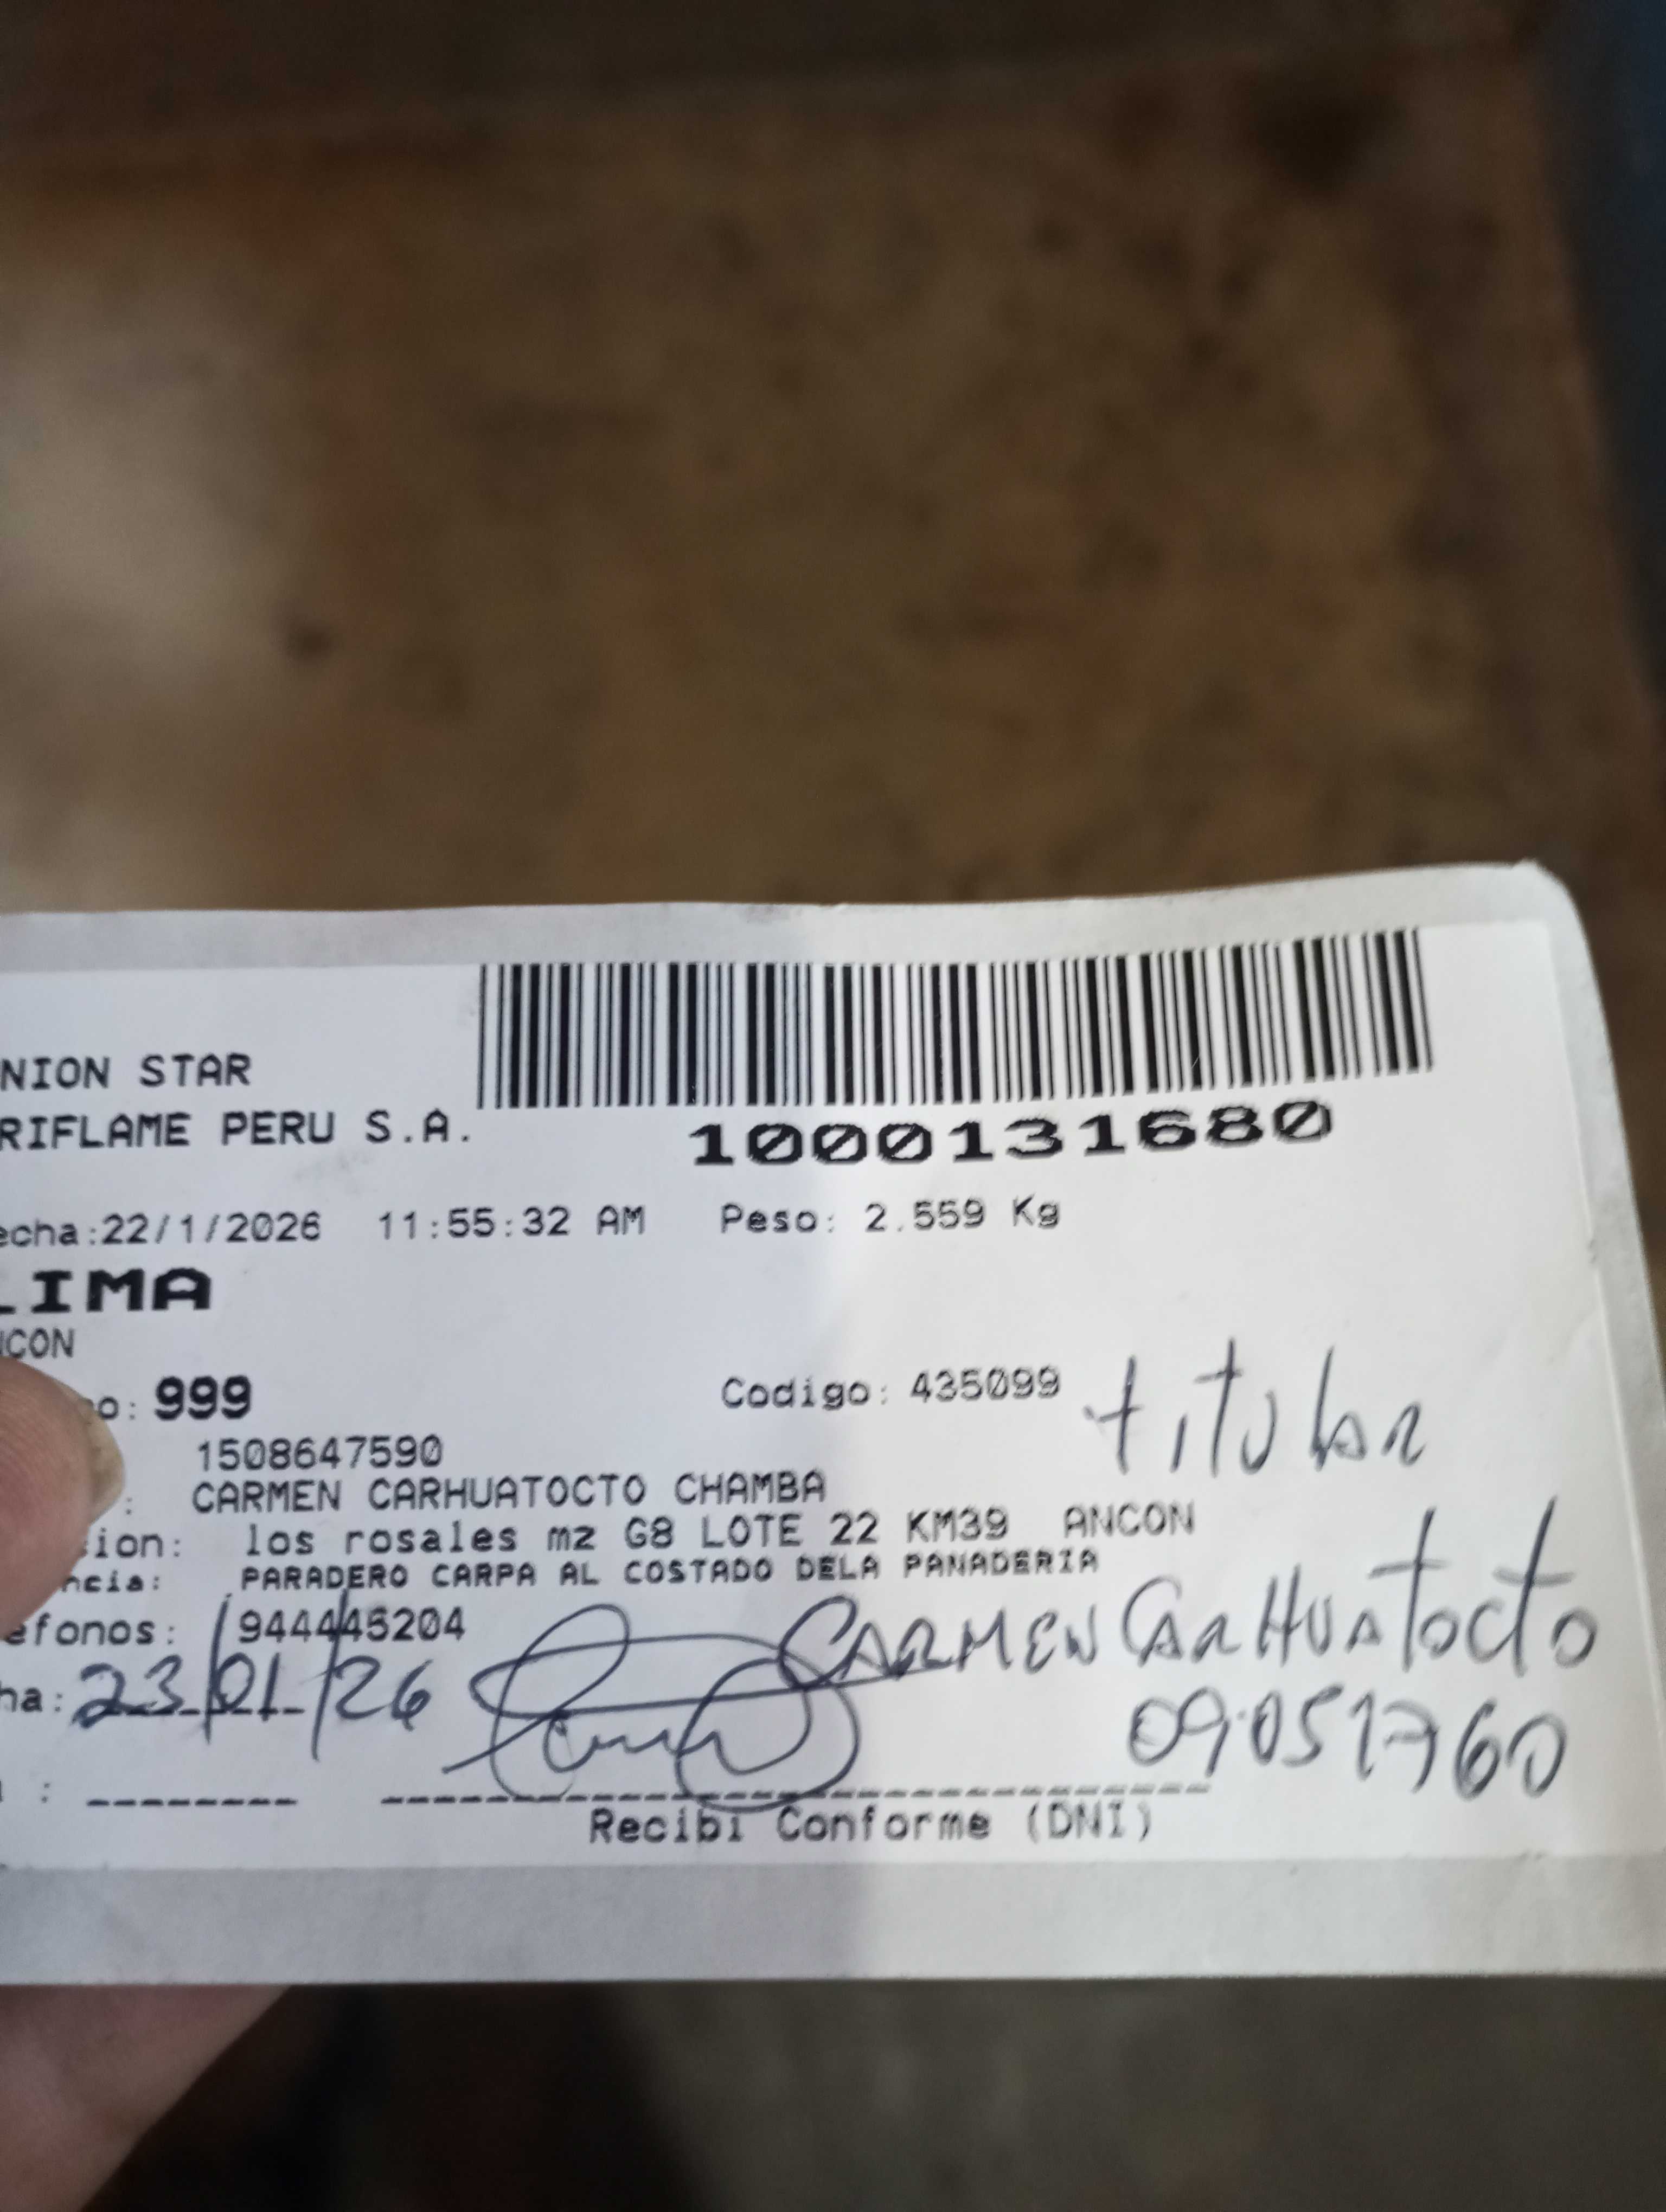 NION STAR
RIFLAME PERU S.A.
1000131680
echa:22/1/2026 11:55:32 AM Peso: 2.559 Kg
LIMA
NCON
o: 999 Codigo: 435099 titular
1508647590
: CARMEN CARHUATOCTO CHAMBA
sion: los rosales mz G8 LOTE 22 KM39 ANCON
ncia: PARADERO CARPA AL COSTADO DELA PANADERIA
efonos: 944445204 CARMEN CARHUATOCTO
ha: 23/01/26 09051760
:
Recibi Conforme (DNI)